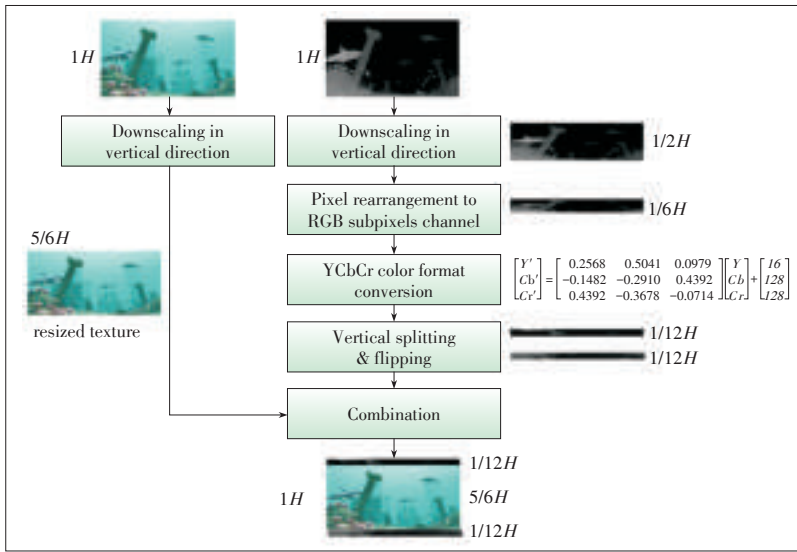 1H
1H
Downscaling in
vertical direction
Downscaling in
vertical direction
1/2H
Pixel rearrangement to
RGB subpixels channel
1/6H
5/6H
resized texture
YCbCr color format
conversion
[Y′ Cb′ Cr′] = [0.2568 0.5041 0.0979
−0.1482 −0.2910 0.4392
0.4392 −0.3678 −0.0714] [Y Cb Cr] + [16 128 128]
Vertical splitting
& flipping
1/12H
1/12H
Combination
1H
1/12H
5/6H
1/12H